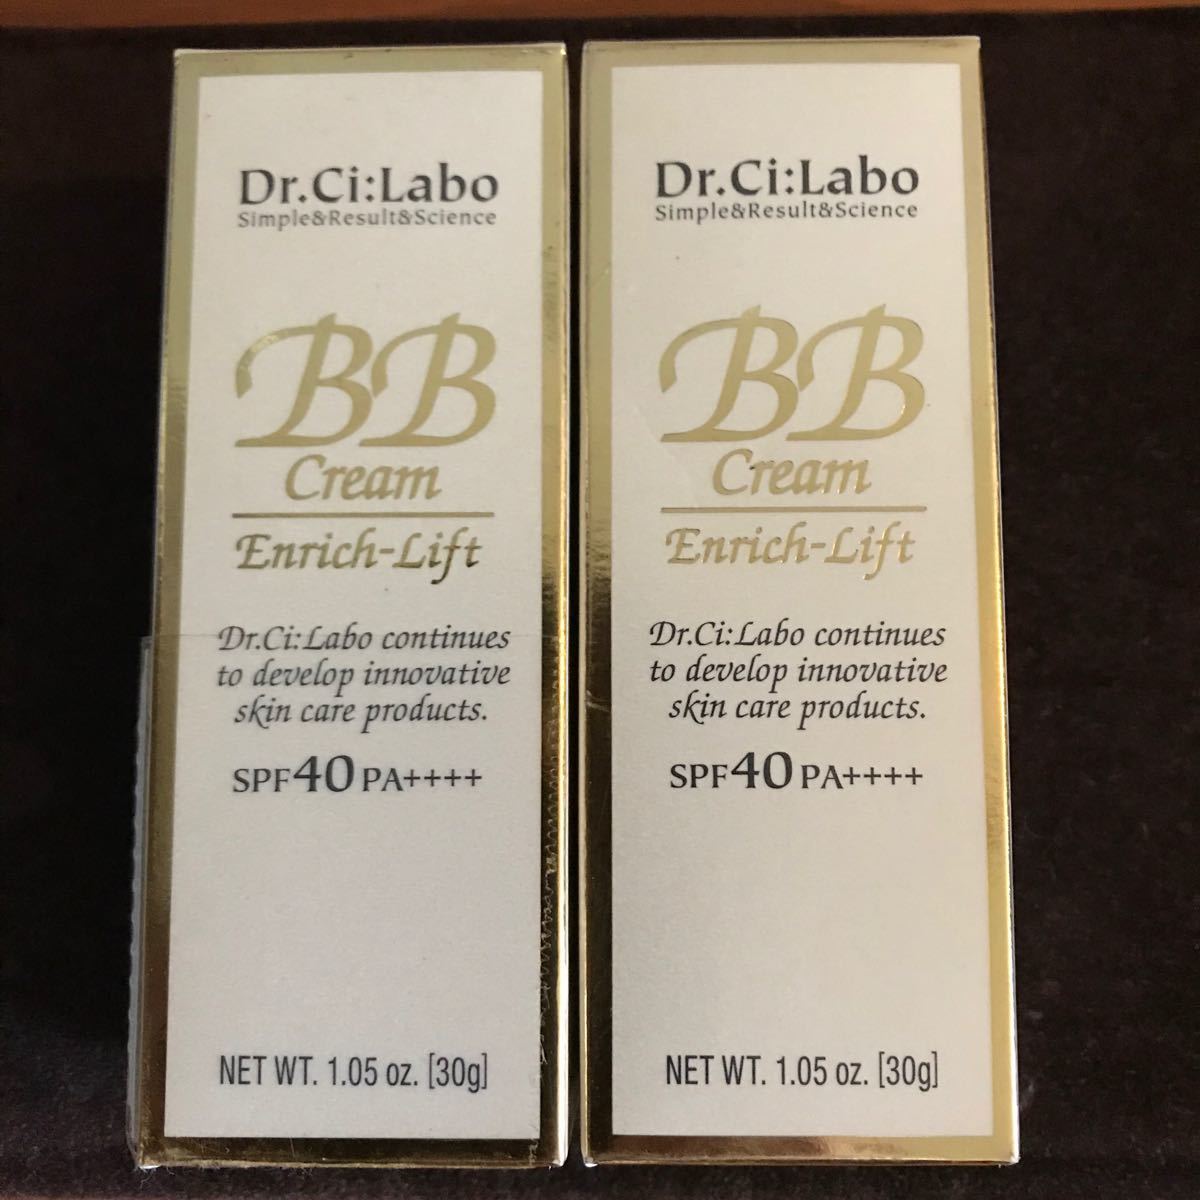 Dr.Ci:Labo
Simple&Result&Science
BB
Cream
Enrich-Lift
Dr.Ci:Labo continues
to develop innovative
skin care products.
SPF40 PA++++
NET WT. 1.05 oz. [30g]
Dr.Ci:Labo
Simple&Result&Science
BB
Cream
Enrich-Lift
Dr.Ci:Labo continues
to develop innovative
skin care products.
SPF40 PA++++
NET WT. 1.05 oz. [30g]